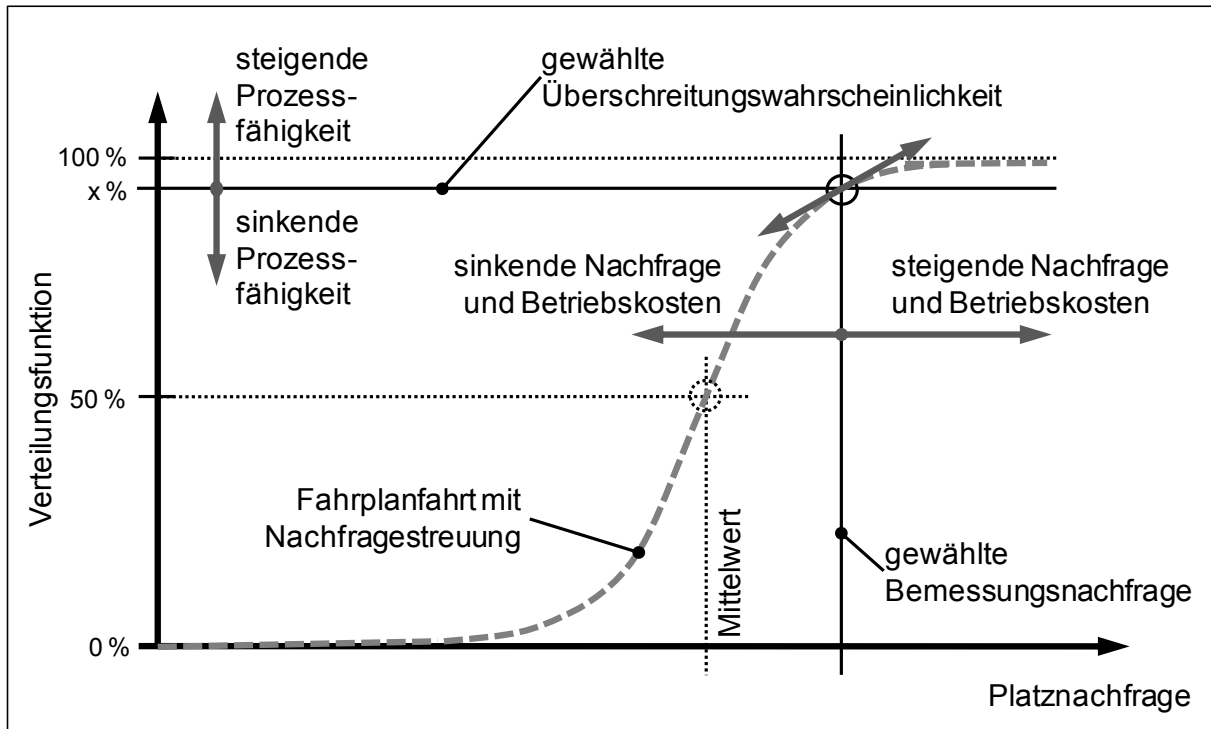 steigende
Prozess-
fähigkeit
gewählte
Überschreitungswahrscheinlichkeit
100 %
x %
sinkende
Prozess-
fähigkeit
sinkende Nachfrage
und Betriebskosten
steigende Nachfrage
und Betriebskosten
Verteilungsfunktion
50 %
Fahrplanfahrt mit
Nachfragestreuung
Mittelwert
gewählte
Bemessungsnachfrage
0 %
Platznachfrage